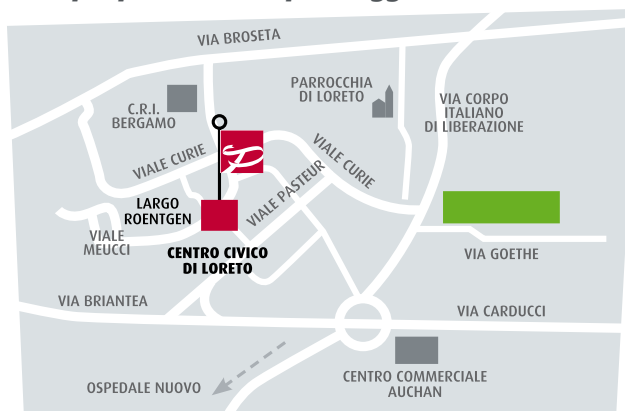 VIA BROSETA
PARROCCHIA
DI LORETO
VIA CORPO
ITALIANO
DI LIBERAZIONE
C.R.I.
BERGAMO
VIALE CURIE
VIALE CURIE
VIALE PASTEUR
LARGO
ROENTGEN
VIALE
MEUCCI
CENTRO CIVICO
DI LORETO
VIA GOETHE
VIA BRIANTEA
VIA CARDUCCI
CENTRO COMMERCIALE
AUCHAN
OSPEDALE NUOVO